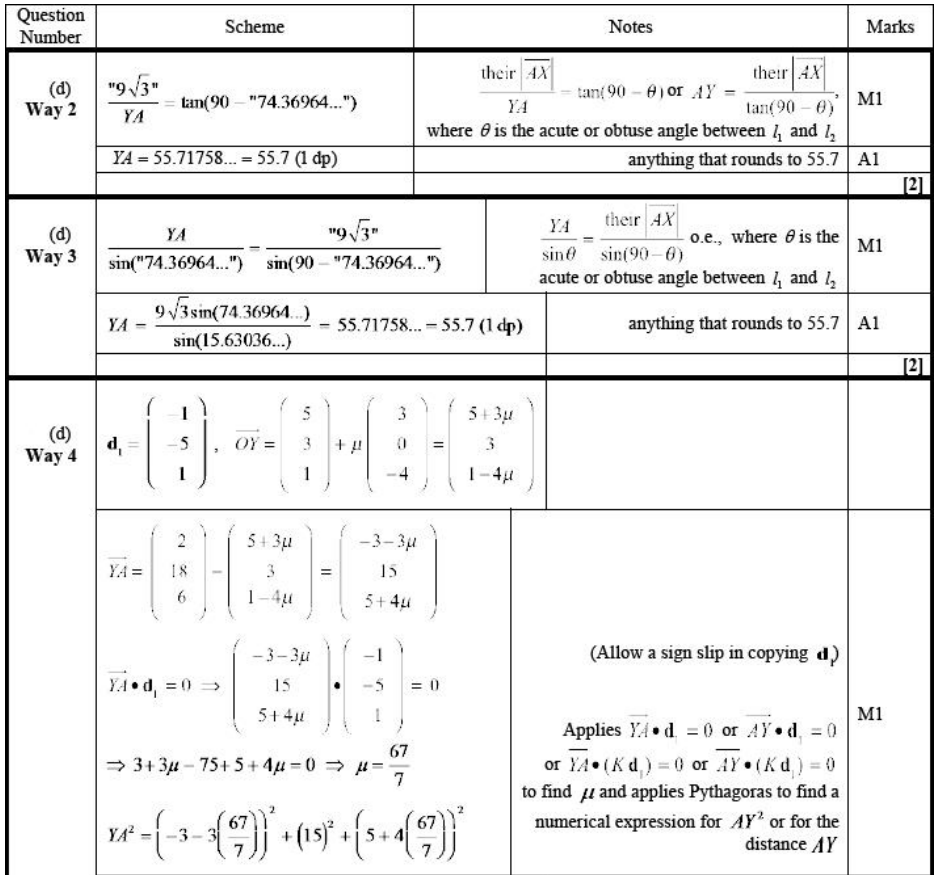 Question Number Scheme Notes Marks
(d) Way 2 "9√3"/YA = tan(90 – "74.36964...") their |AX→|/YA = tan(90 – θ) or AY = their |AX→|/tan(90 – θ), M1
where θ is the acute or obtuse angle between l₁ and l₂
YA = 55.71758... = 55.7 (1 dp) anything that rounds to 55.7 A1
[2]
(d) Way 3 YA/sin("74.36964...") = "9√3"/sin(90 – "74.36964...") YA/sinθ = their |AX→|/sin(90 – θ) o.e., where θ is the M1
acute or obtuse angle between l₁ and l₂
YA = 9√3sin(74.36964...)/sin(15.63036...) = 55.71758... = 55.7 (1 dp) anything that rounds to 55.7 A1
[2]
(d) Way 4 d₁ = (–1, –5, 1), OY→ = (5, 3, 1) + μ(3, 0, –4) = (5 + 3μ, 3, 1 – 4μ)
YA→ = (2, 18, 6) – (5 + 3μ, 3, 1 – 4μ) = (–3 – 3μ, 15, 5 + 4μ)
(Allow a sign slip in copying d₁)
YA→ • d₁ = 0 ⇒ (–3 – 3μ, 15, 5 + 4μ) • (–1, –5, 1) = 0
M1
Applies YA→ • d₁ = 0 or AY→ • d₁ = 0
⇒ 3 + 3μ – 75 + 5 + 4μ = 0 ⇒ μ = 67/7
or YA→ • (K d₁) = 0 or AY→ • (K d₁) = 0
to find μ and applies Pythagoras to find a
YA² = (–3 – 3(67/7))² + (15)² + (5 + 4(67/7))²
numerical expression for AY² or for the
distance AY